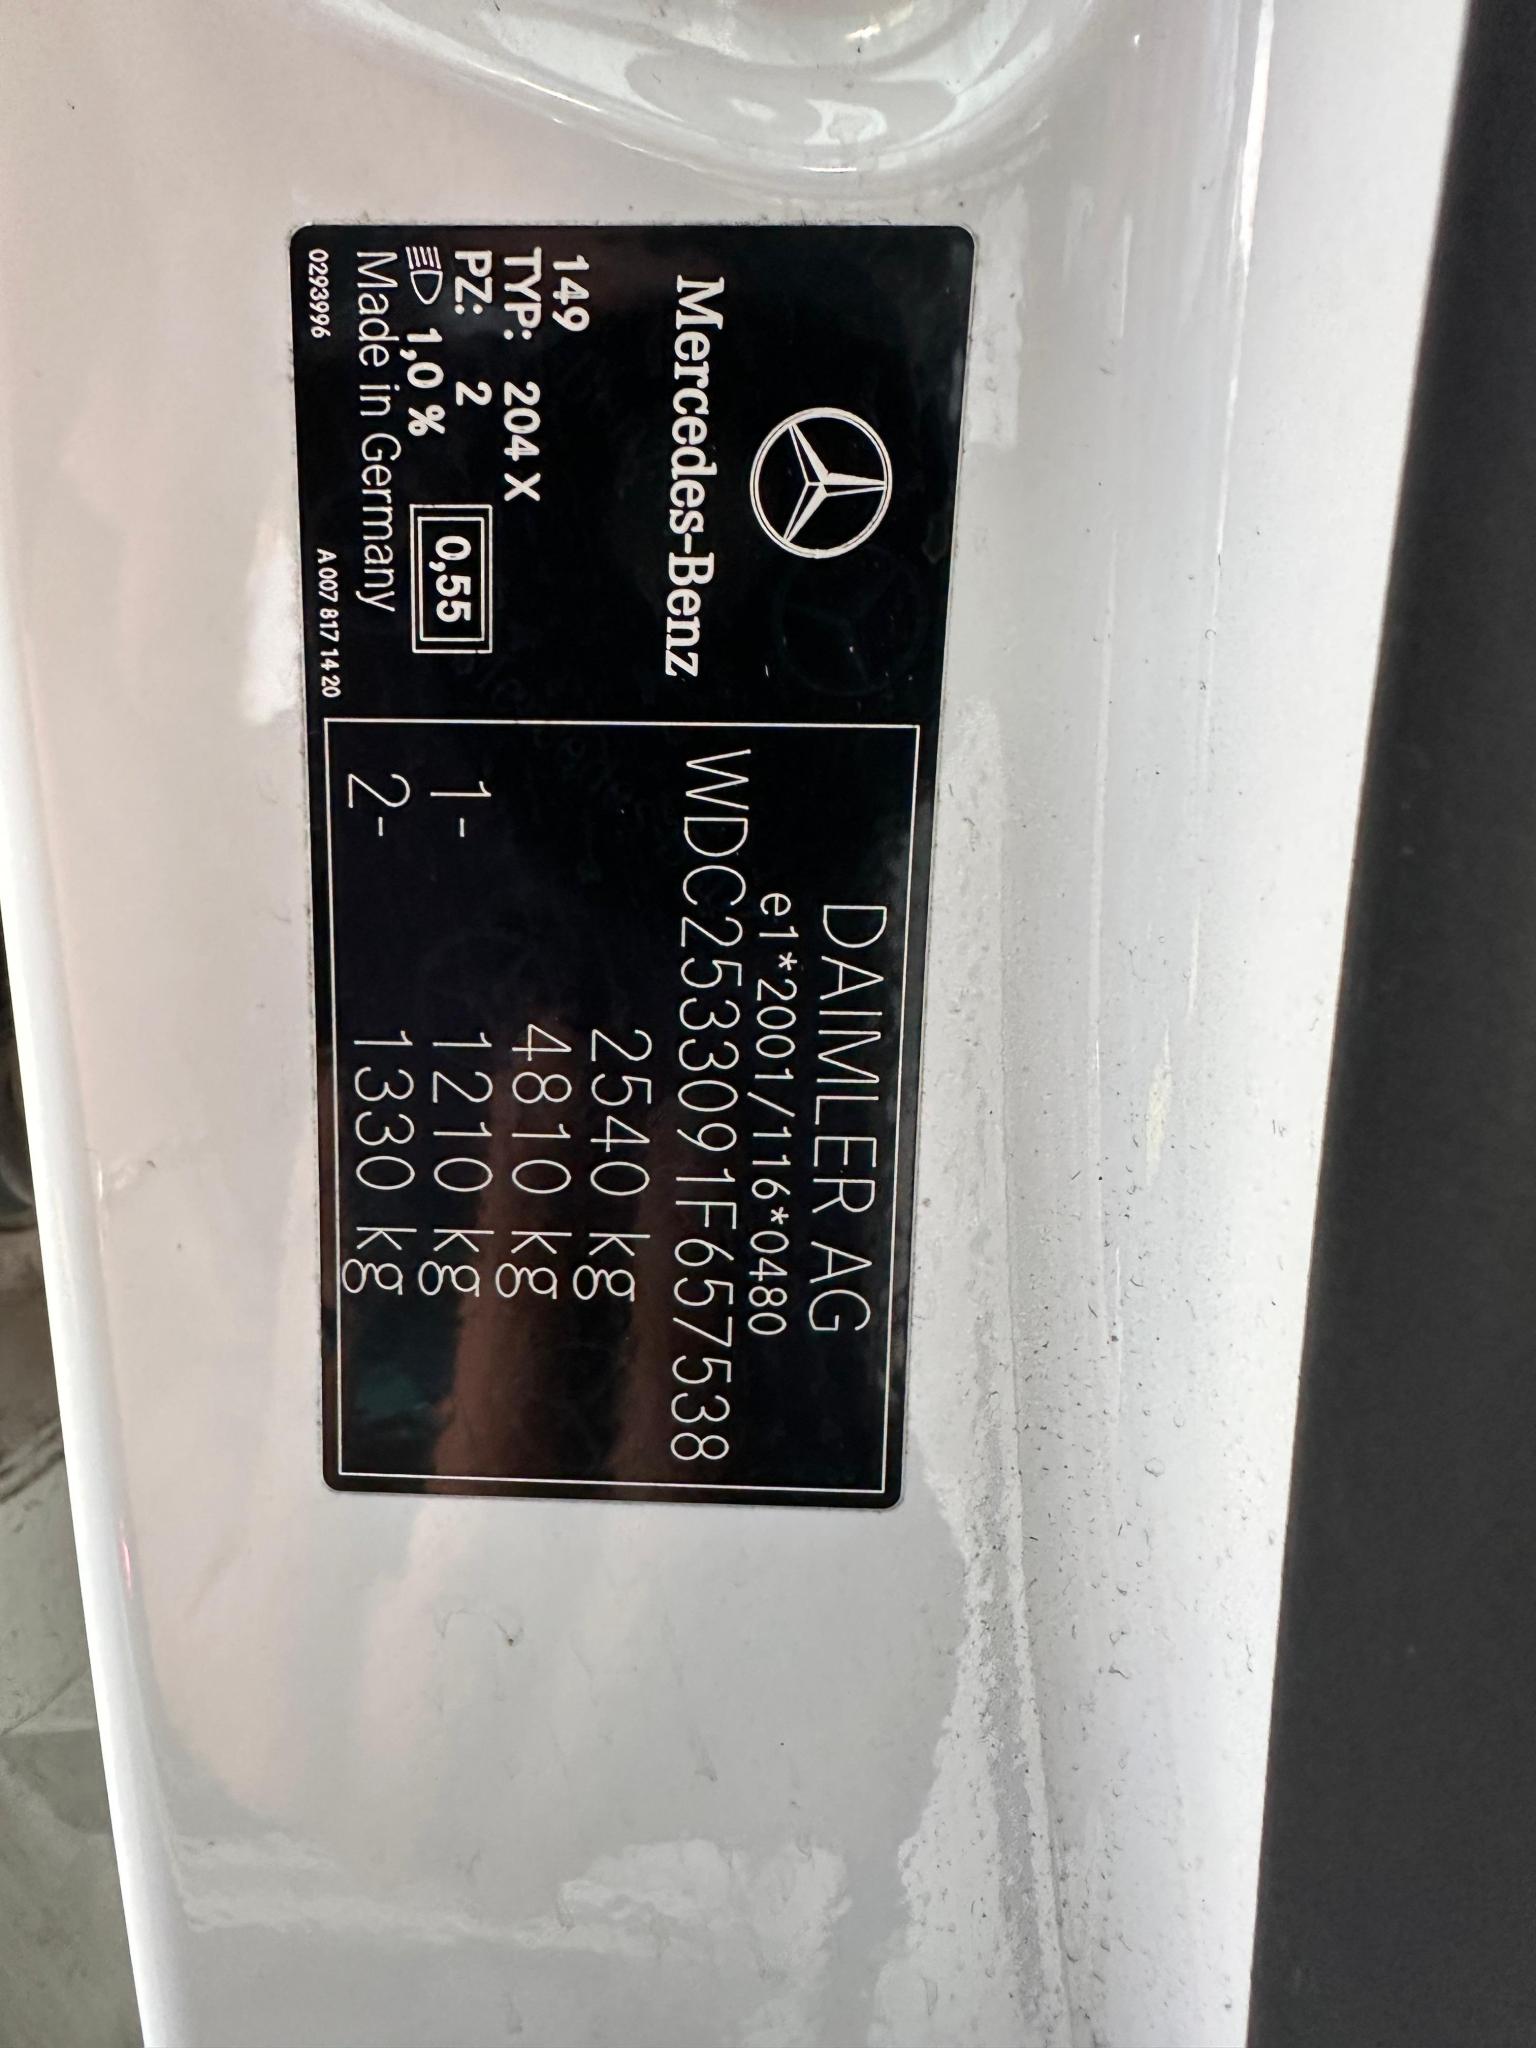 Mercedes-Benz
149
TYP: 204 X
PZ: 2
1,0 %
0,55
Made in Germany
0293996
A 007 817 14 20
DAIMLER AG
e1*2001/116*0480
WDC2533091F657538
2540 kg
4810 kg
1- 1210 kg
2- 1330 kg